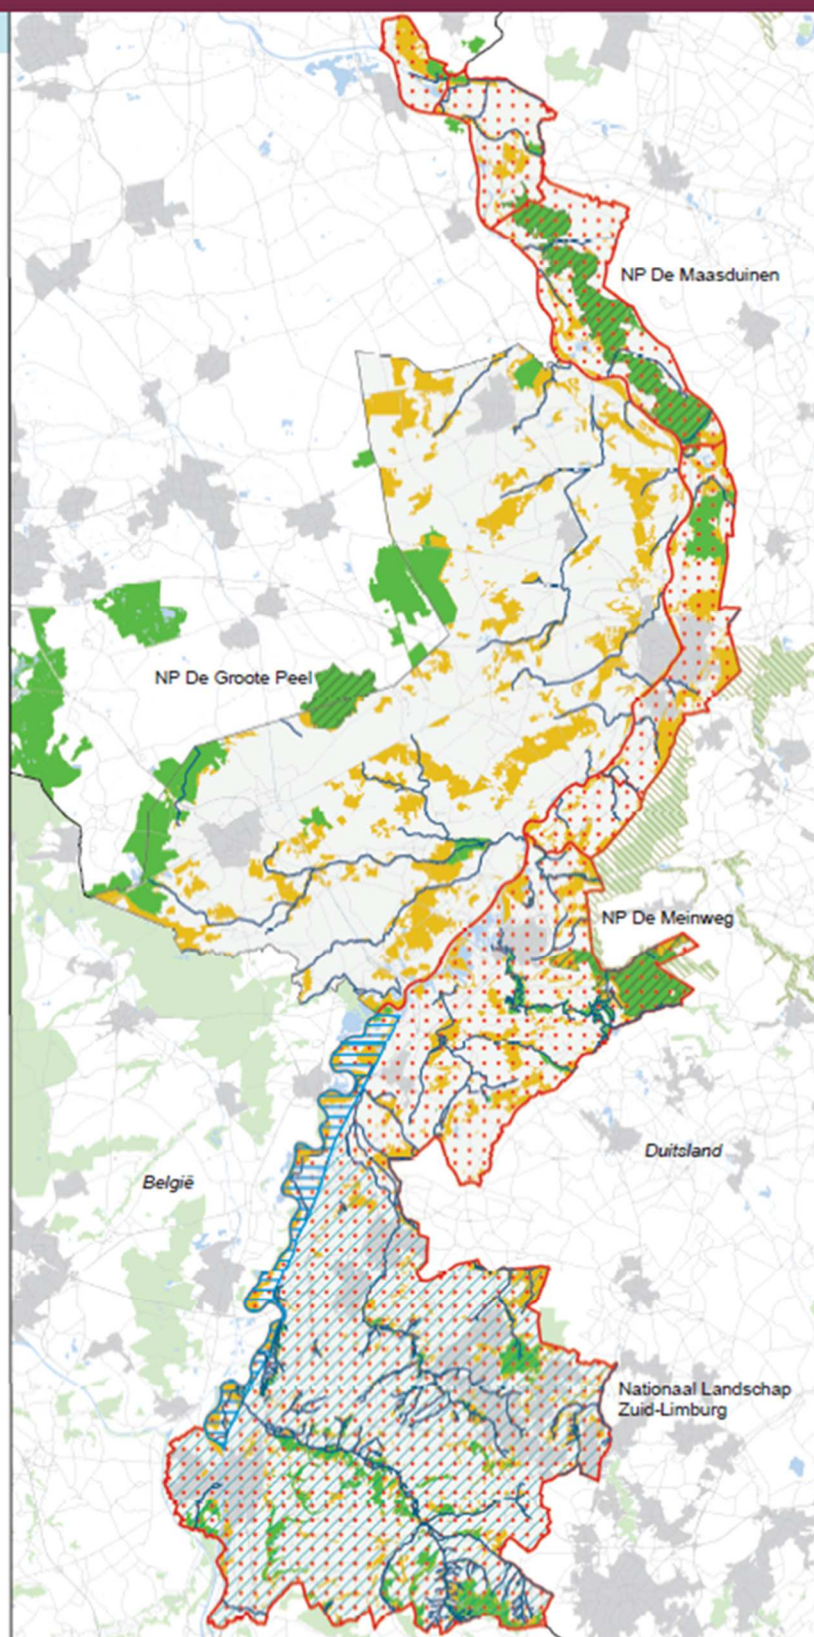 NP De Maasduinen
NP De Groote Peel
NP De Meinweg
Duitsland
België
Nationaal Landschap
Zuid-Limburg